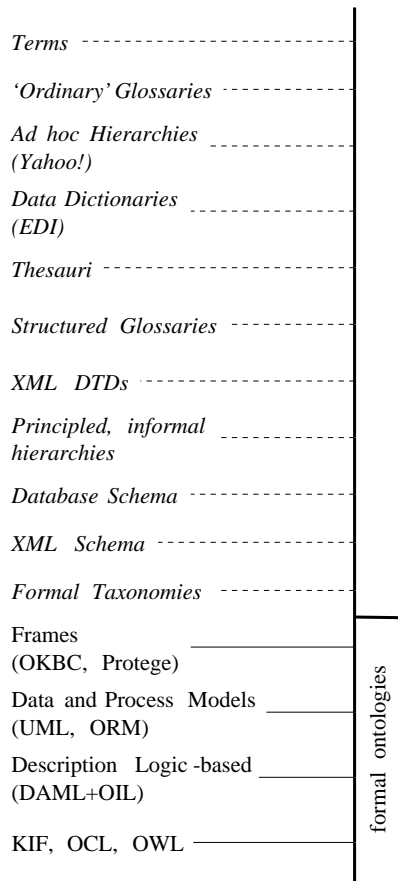 Terms
‘Ordinary’ Glossaries
Ad hoc Hierarchies
(Yahoo!)
Data Dictionaries
(EDI)
Thesauri
Structured Glossaries
XML DTDs
Principled, informal
hierarchies
Database Schema
XML Schema
Formal Taxonomies
Frames
(OKBC, Protege)
Data and Process Models
(UML, ORM)
Description Logic -based
(DAML+OIL)
KIF, OCL, OWL
formal ontologies